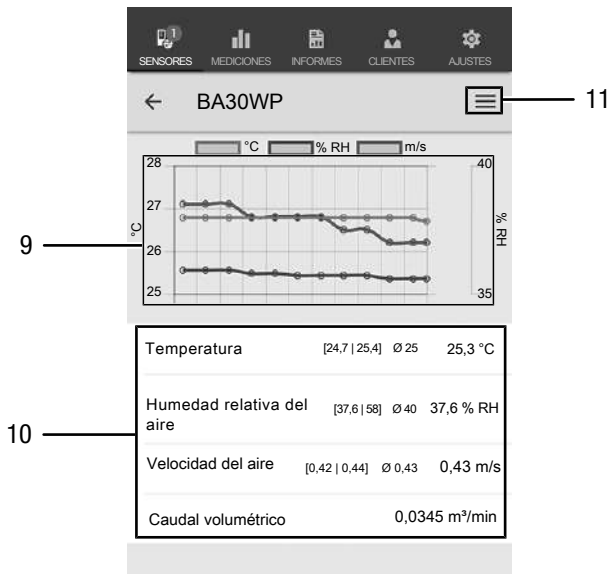 1
SENSORES MEDICIONES INFORMES CLIENTES AJUSTES
BA30WP
11
°C % RH m/s
28 40
27
°C % RH
9
26
25 35
Temperatura [24,7 | 25,4] Ø 25 25,3 °C
Humedad relativa del aire [37,6 | 58] Ø 40 37,6 % RH
10
Velocidad del aire [0,42 | 0,44] Ø 0,43 0,43 m/s
Caudal volumétrico 0,0345 m³/min